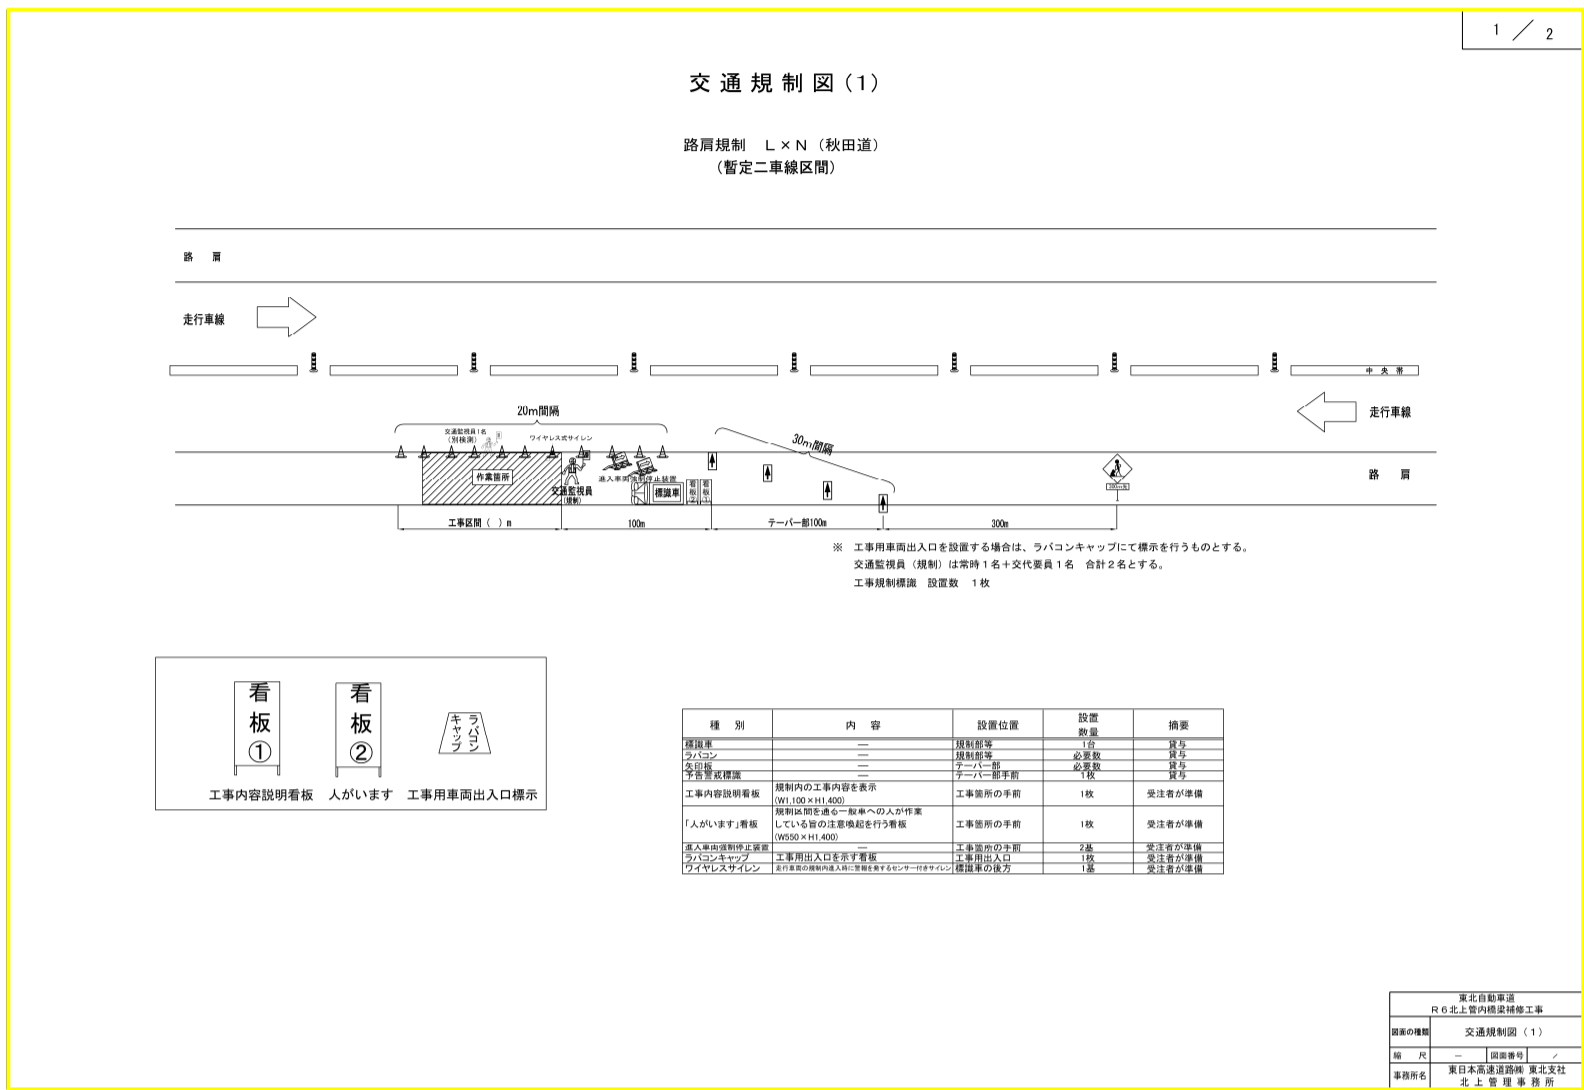 1 ／ 2
交 通 規 制 図（１）
路肩規制　Ｌ×Ｎ（秋田道）
（暫定二車線区間）
路　肩
走行車線
中 央 帯
20m間隔
走行車線
交通監視員１名
（別検測）
ワイヤレス式サイレン
30m間隔
作業箇所
進入車両強制停止装置
交通監視員
（規制）
標識車
看板②
看板①
300m先
路　肩
工事区間（　）m
100m
テーパー部100m
300m
※　工事用車両出入口を設置する場合は、ラバコンキャップにて標示を行うものとする。
交通監視員（規制）は常時１名＋交代要員１名　合計２名とする。
工事規制標識　設置数　１枚
看板①
看板②
ラバコンキャップ
工事内容説明看板　人がいます　工事用車両出入口標示
種　別　内　容　設置位置　設置数量　摘要
標識車　―　規制部等　1台　貸与
ラバコン　―　規制部等　必要数　貸与
矢印板　―　テーパー部　必要数　貸与
予告警戒標識　―　テーパー部手前　1枚　貸与
工事内容説明看板　規制内の工事内容を表示　工事箇所の手前　1枚　受注者が準備
（W1,100×H1,400）
規制区間を通る一般車への人が作業
「人がいます」看板　している旨の注意喚起を行う看板　工事箇所の手前　1枚　受注者が準備
（W550×H1,400）
進入車両強制停止装置　―　工事箇所の手前　2基　受注者が準備
ラバコンキャップ　工事用出入口を示す看板　工事用出入口　1枚　受注者が準備
ワイヤレスサイレン　走行車両の規制内進入時に警報を発するセンサー付きサイレン　標識車の後方　1基　受注者が準備
東北自動車道
Ｒ６北上管内橋梁補修工事
図面の種類　交通規制図（１）
縮　尺　―　図面番号　／
事務所名　東日本高速道路㈱ 東北支社
北 上 管 理 事 務 所